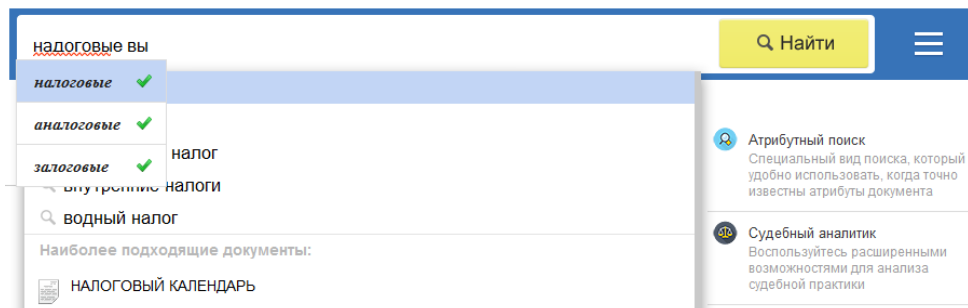 надоговые вы
Найти
налоговые
аналоговые
залоговые
налог
внутренние налоги
водный налог
Наиболее подходящие документы:
НАЛОГОВЫЙ КАЛЕНДАРЬ
Атрибутный поиск
Специальный вид поиска, который
удобно использовать, когда точно
известны атрибуты документа
Судебный аналитик
Воспользуйтесь расширенными
возможностями для анализа
судебной практики